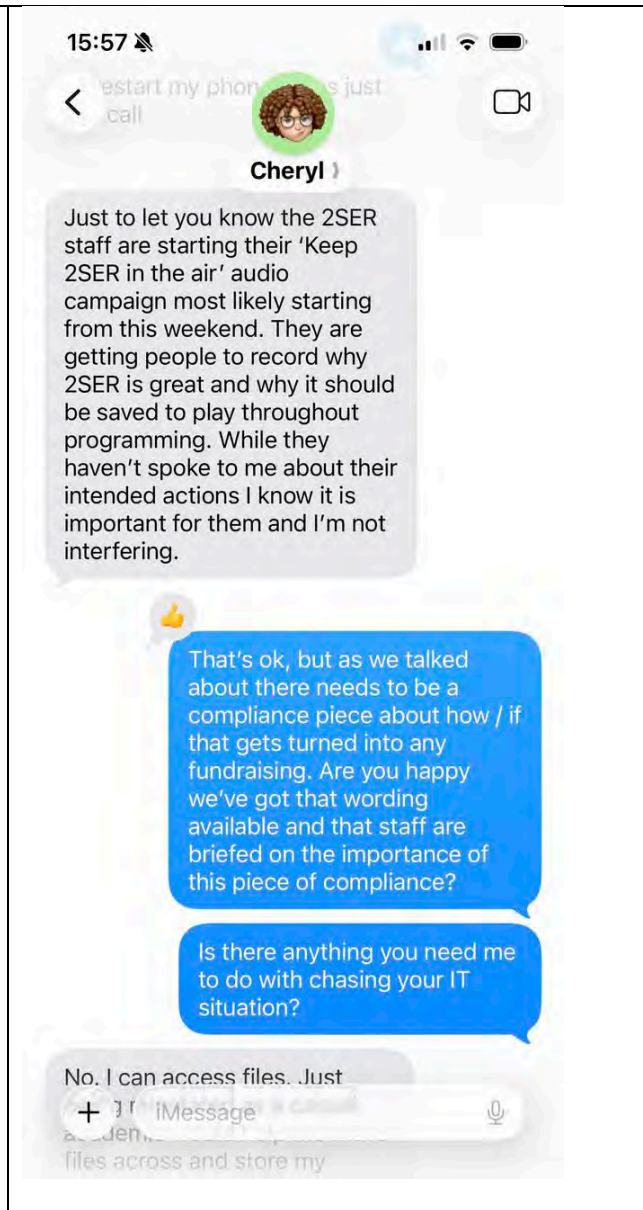 15:57
estart my phon s just
call
Cheryl
Just to let you know the 2SER
staff are starting their ‘Keep
2SER in the air’ audio
campaign most likely starting
from this weekend. They are
getting people to record why
2SER is great and why it should
be saved to play throughout
programming. While they
haven’t spoke to me about their
intended actions I know it is
important for them and I’m not
interfering.
That’s ok, but as we talked
about there needs to be a
compliance piece about how / if
that gets turned into any
fundraising. Are you happy
we’ve got that wording
available and that staff are
briefed on the importance of
this piece of compliance?
Is there anything you need me
to do with chasing your IT
situation?
No. I can access files. Just
iMessage
files across and store my